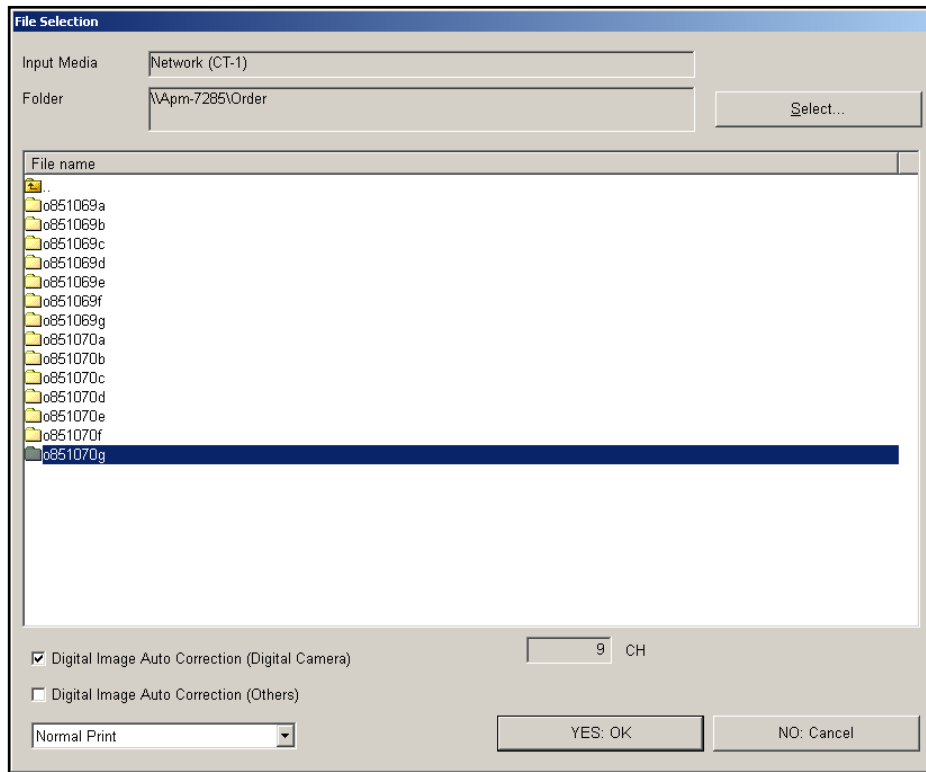 File Selection
Input Media Network (CT-1)
Folder \\Apm-7285\Order
Select...
File name
..
o851069a
o851069b
o851069c
o851069d
o851069e
o851069f
o851069g
o851070a
o851070b
o851070c
o851070d
o851070e
o851070f
o851070g
Digital Image Auto Correction (Digital Camera) 9 CH
Digital Image Auto Correction (Others)
Normal Print YES: OK NO: Cancel